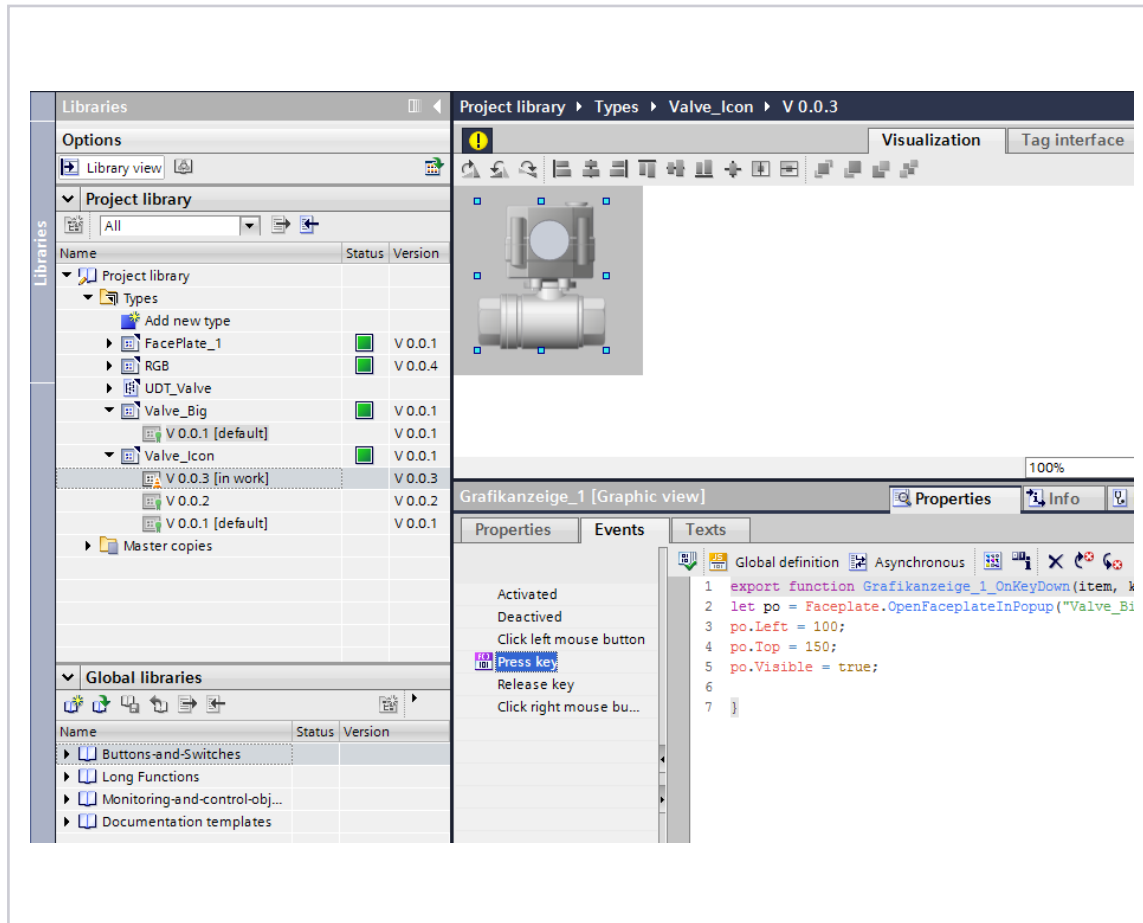 Libraries
Options
Library view
Project library
All
Name Status Version
Project library
Types
Add new type
FacePlate_1 V 0.0.1
RGB V 0.0.4
UDT_Valve
Valve_Big V 0.0.1
V 0.0.1 [default] V 0.0.1
Valve_Icon V 0.0.1
V 0.0.3 [in work] V 0.0.3
V 0.0.2 V 0.0.2
V 0.0.1 [default] V 0.0.1
Master copies
Global libraries
Name Status Version
Buttons-and-Switches
Long Functions
Monitoring-and-control-obj...
Documentation templates
Libraries
Project library Types Valve_Icon V 0.0.3
Visualization Tag interface
100%
Grafikanzeige_1 [Graphic view] Properties Info
Properties Events Texts
Global definition Asynchronous
Activated
Deactived
Click left mouse button
Press key
Release key
Click right mouse bu...
1 export function Grafikanzeige_1_OnKeyDown(item, k
2 let po = Faceplate.OpenFaceplateInPopup("Valve_Bi
3 po.Left = 100;
4 po.Top = 150;
5 po.Visible = true;
6
7 }